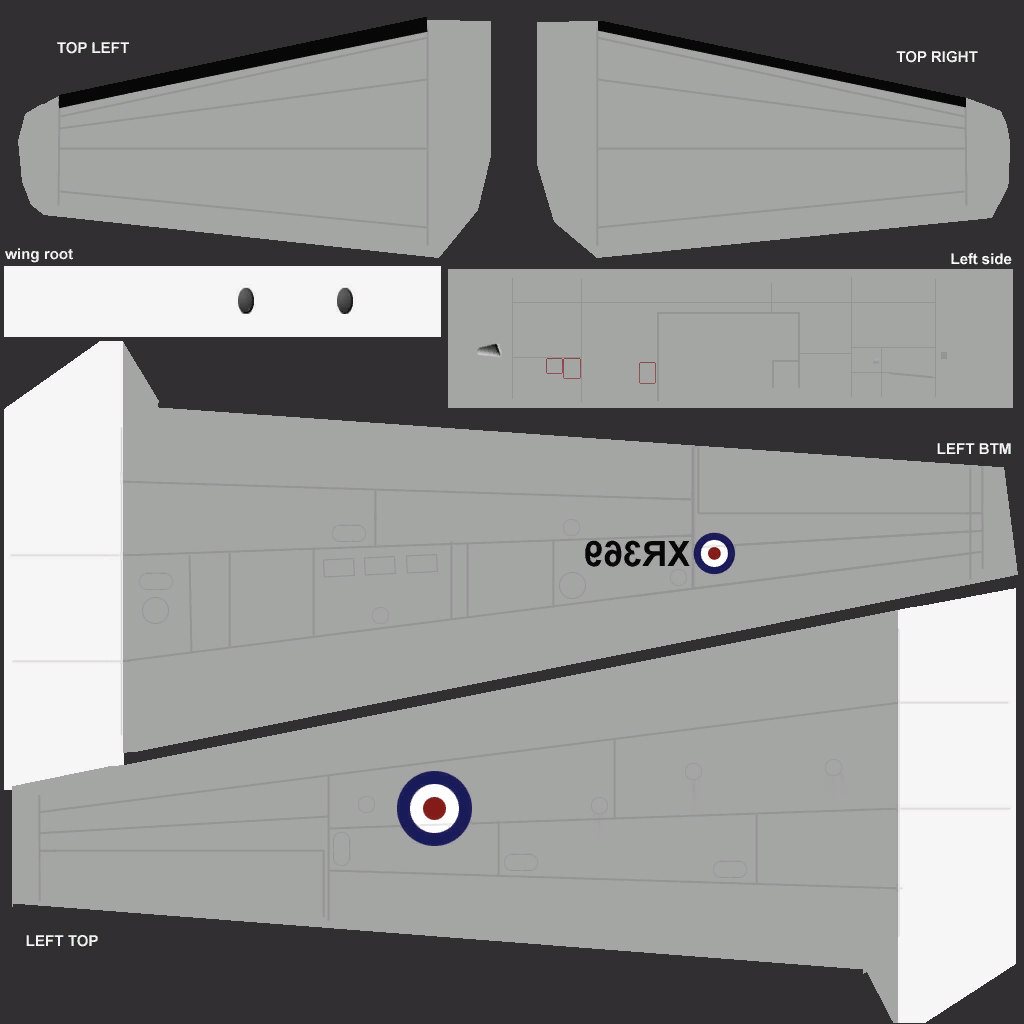 TOP LEFT
TOP RIGHT
wing root
Left side
LEFT BTM
XR369
LEFT TOP